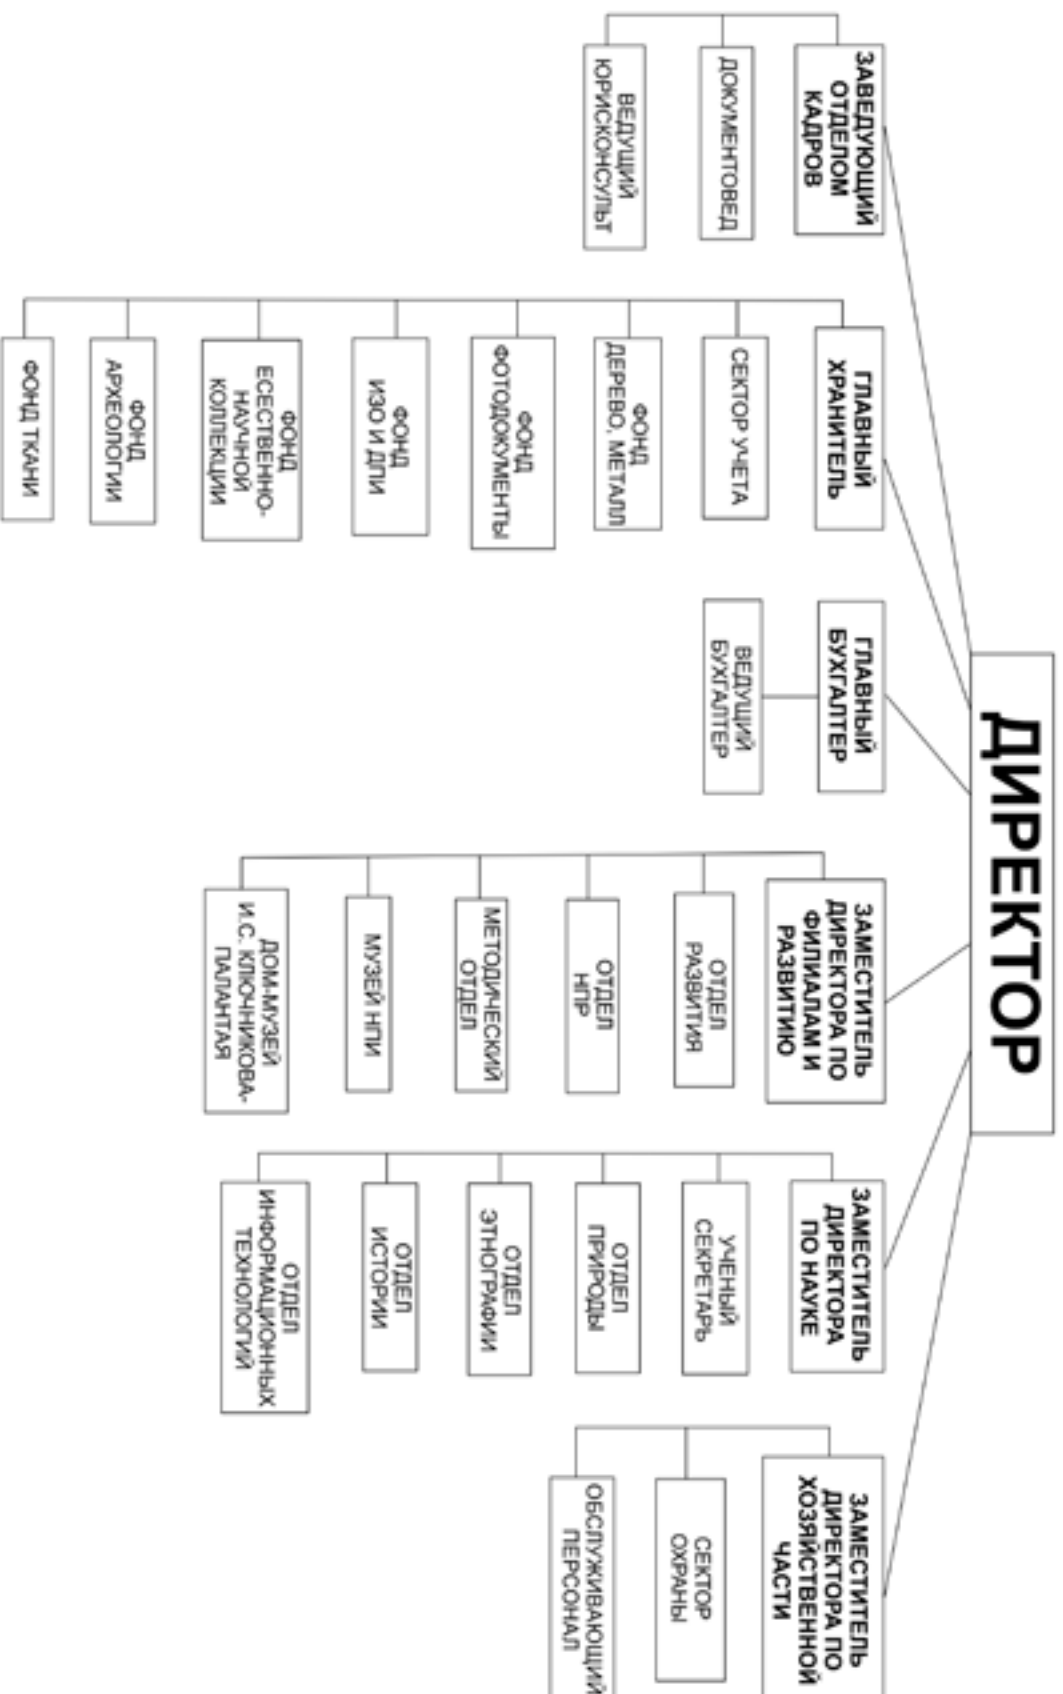 ДИРЕКТОР
ЗАВЕДУЮЩИЙ
ОТДЕЛОМ
КАДРОВ
ДОКУМЕНТОВЕД
ВЕДУЩИЙ
ЮРИСКОНСУЛЬТ
ГЛАВНЫЙ
ХРАНИТЕЛЬ
СЕКТОР УЧЕТА
ФОНД
ДЕРЕВО, МЕТАЛЛ
ФОНД
ФОТОДОКУМЕНТЫ
ФОНД
ИЗО И ДПИ
ФОНД
ЕСЕСТВЕННО-
НАУЧНОЙ
КОЛЛЕКЦИИ
ФОНД
АРХЕОЛОГИИ
ФОНД ТКАНИ
ГЛАВНЫЙ
БУХГАЛТЕР
ВЕДУЩИЙ
БУХГАЛТЕР
ЗАМЕСТИТЕЛЬ
ДИРЕКТОРА ПО
ФИЛИАЛАМ И
РАЗВИТИЮ
ОТДЕЛ
РАЗВИТИЯ
ОТДЕЛ
НПР
МЕТОДИЧЕСКИЙ
ОТДЕЛ
МУЗЕЙ НПИ
ДОМ-МУЗЕЙ
И.С. КЛЮЧНИКОВА-
ПАЛАНТАЯ
ЗАМЕСТИТЕЛЬ
ДИРЕКТОРА
ПО НАУКЕ
УЧЕНЫЙ
СЕКРЕТАРЬ
ОТДЕЛ
ПРИРОДЫ
ОТДЕЛ
ЭТНОГРАФИИ
ОТДЕЛ
ИСТОРИИ
ОТДЕЛ
ИНФОРМАЦИОННЫХ
ТЕХНОЛОГИЙ
ЗАМЕСТИТЕЛЬ
ДИРЕКТОРА ПО
ХОЗЯЙСТВЕННОЙ
ЧАСТИ
СЕКТОР
ОХРАНЫ
ОБСЛУЖИВАЮЩИЙ
ПЕРСОНАЛ